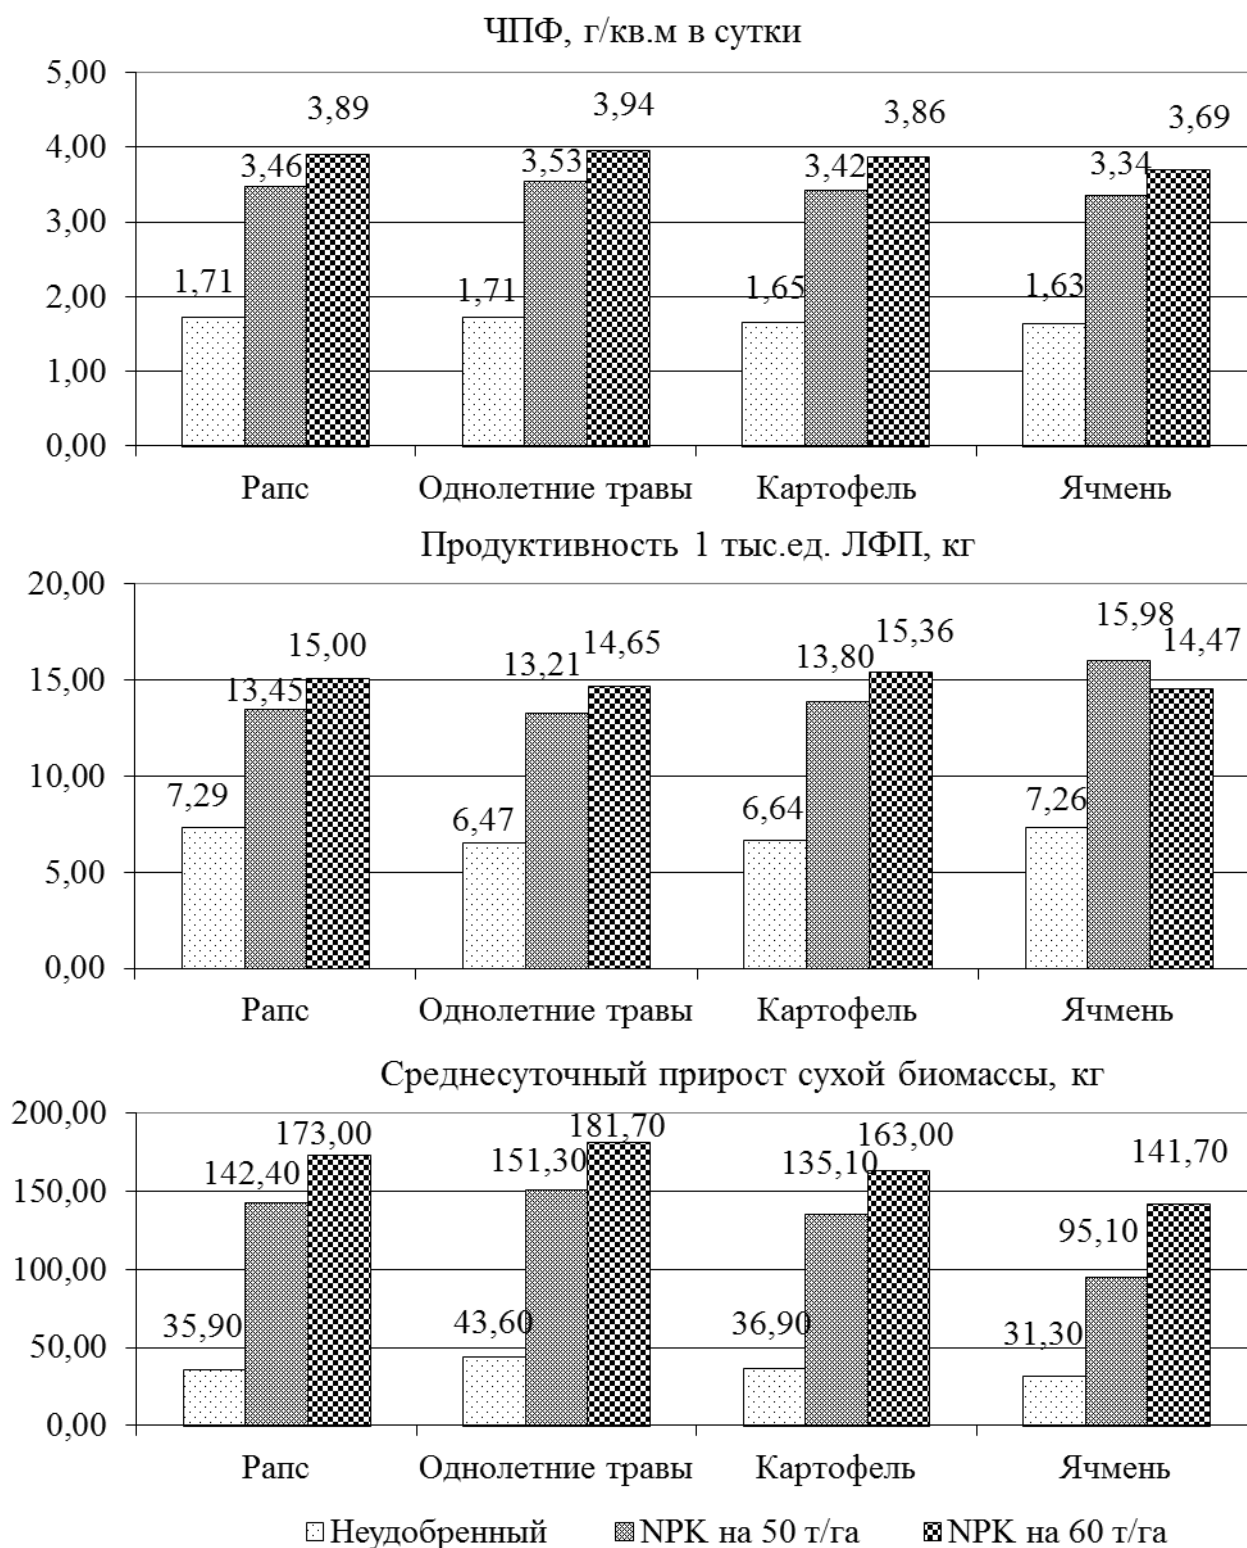 ЧПФ, г/кв.м в сутки
5,00
4,00
3,00
2,00
1,00
0,00
1,71 3,46 3,89 1,71 3,53 3,94 1,65 3,42 3,86 1,63 3,34 3,69
Рапс Однолетние травы Картофель Ячмень
Продуктивность 1 тыс.ед. ЛФП, кг
20,00
15,00
10,00
5,00
0,00
7,29 13,45 15,00 6,47 13,21 14,65 6,64 13,80 15,36 7,26 15,98 14,47
Рапс Однолетние травы Картофель Ячмень
Среднесуточный прирост сухой биомассы, кг
200,00
150,00
100,00
50,00
0,00
35,90 142,40 173,00 43,60 151,30 181,70 36,90 135,10 163,00 31,30 95,10 141,70
Рапс Однолетние травы Картофель Ячмень
Неудобренный NPK на 50 т/га NPK на 60 т/га